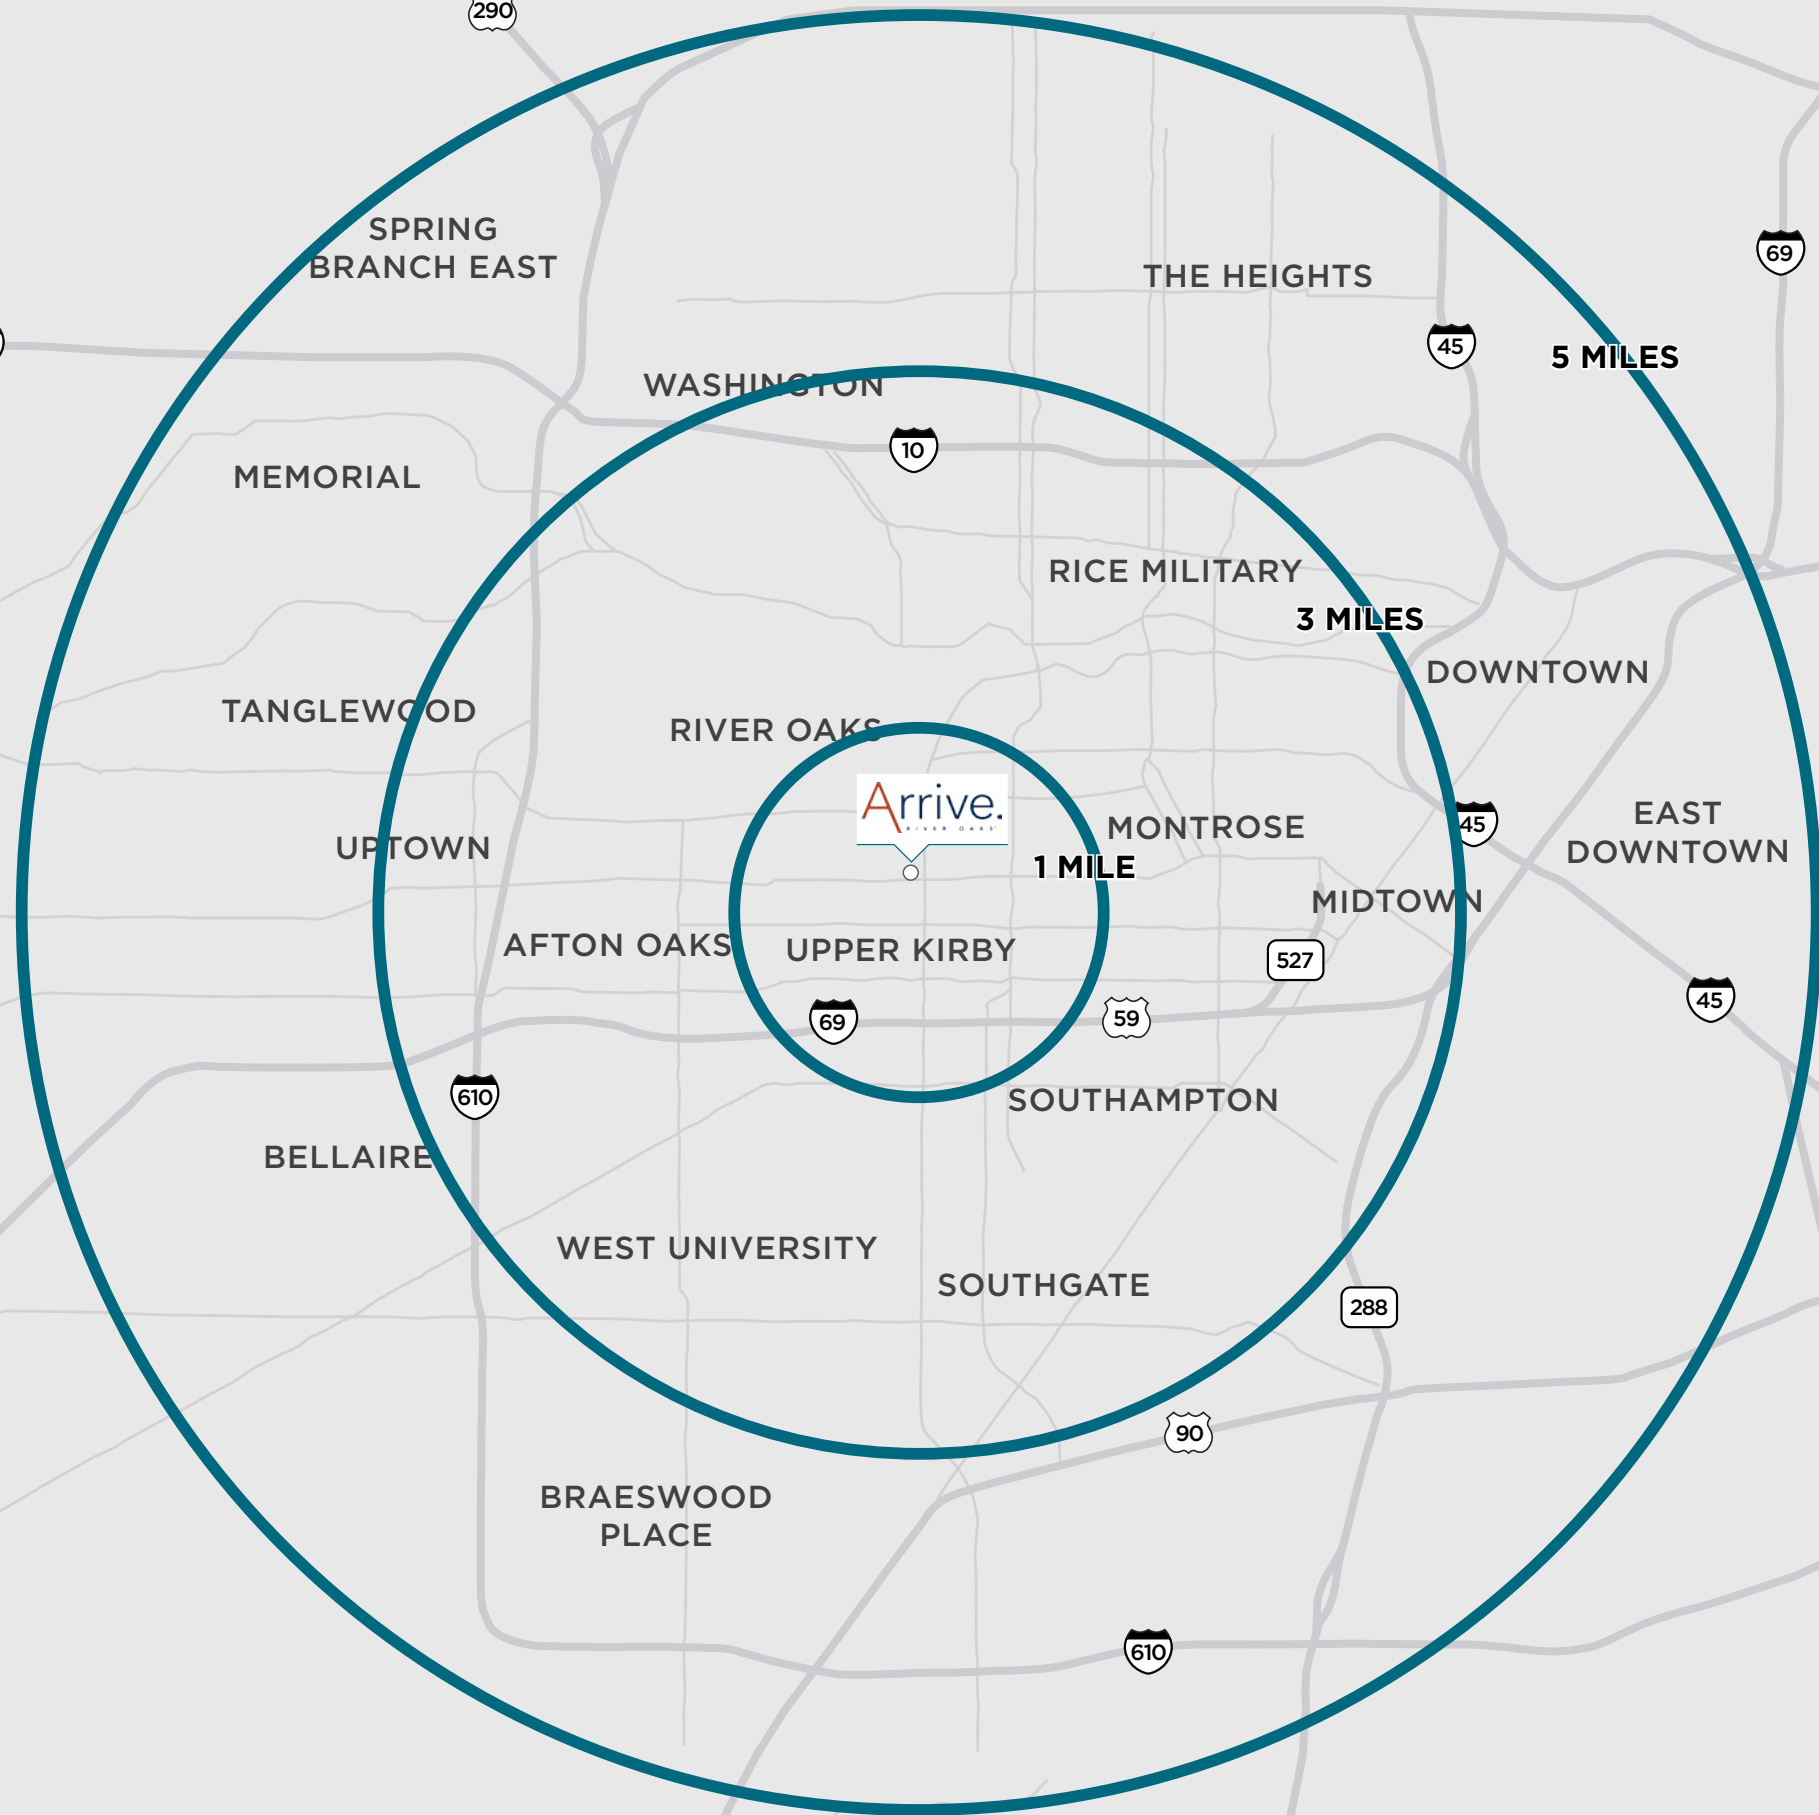 290
SPRING
BRANCH EAST
THE HEIGHTS
69
45
5 MILES
WASHINGTON
10
MEMORIAL
RICE MILITARY
3 MILES
DOWNTOWN
TANGLEWOOD
RIVER OAKS
Arrive.
RIVER OAKS
MONTROSE
45
EAST
DOWNTOWN
UPTOWN
1 MILE
MIDTOWN
AFTON OAKS
UPPER KIRBY
527
45
69
59
610
SOUTHAMPTON
BELLAIRE
WEST UNIVERSITY
SOUTHGATE
288
90
BRAESWOOD
PLACE
610